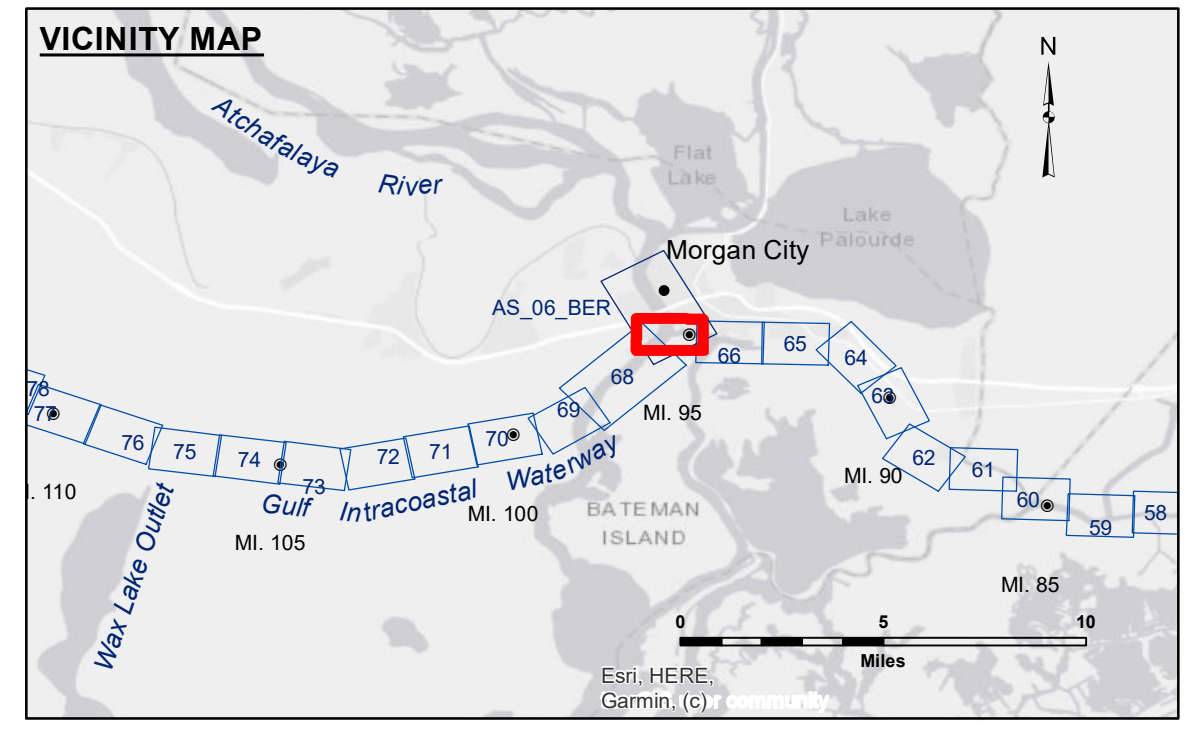 VICINITY MAP
N
Atchafalaya
River
Flat
Lake
Lake
Palourde
Morgan City
AS_06_BER
66
65
64
63
68
69
MI. 95
78
77
76
75
74
73
72
71
70
62
61
60
59
58
Gulf Intracoastal Waterway
MI. 90
MI. 100
MI. 105
. 110
BATEMAN
ISLAND
Wax Lake Outlet
MI. 85
0 5 10
Miles
Esri, HERE,
Garmin, (c) r community